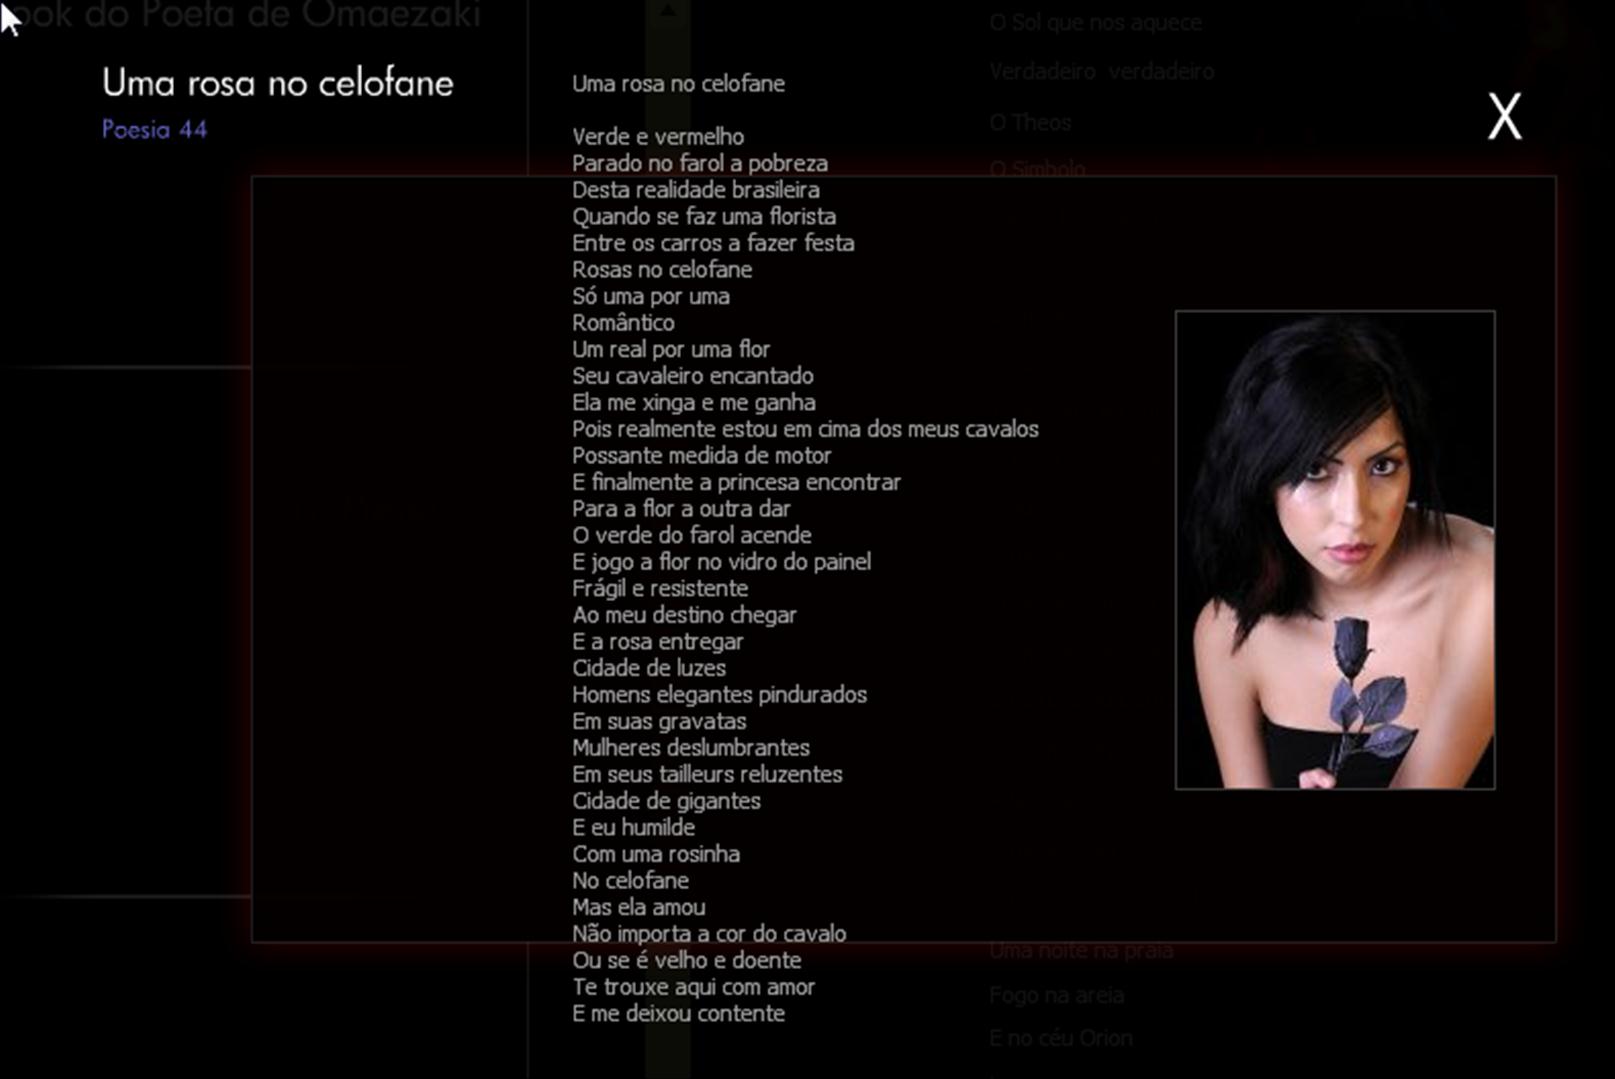 ook do Poeta de Omaezaki
Uma rosa no celofane
Poesia 44
Uma rosa no celofane
Verde e vermelho
Parado no farol a pobreza
Desta realidade brasileira
Quando se faz uma florista
Entre os carros a fazer festa
Rosas no celofane
Só uma por uma
Romântico
Um real por uma flor
Seu cavaleiro encantado
Ela me xinga e me ganha
Pois realmente estou em cima dos meus cavalos
Possante medida de motor
E finalmente a princesa encontrar
Para a flor a outra dar
O verde do farol acende
E jogo a flor no vidro do painel
Frágil e resistente
Ao meu destino chegar
E a rosa entregar
Cidade de luzes
Homens elegantes pindurados
Em suas gravatas
Mulheres deslumbrantes
Em seus tailleurs reluzentes
Cidade de gigantes
E eu humilde
Com uma rosinha
No celofane
Mas ela amou
Não importa a cor do cavalo
Ou se é velho e doente
Te trouxe aqui com amor
E me deixou contente
O Sol que nos aquece
Verdadeiro verdadeiro
O Theos
O Simbolo
Uma noite na praia
Fogo na areia
E no céu Orion
X